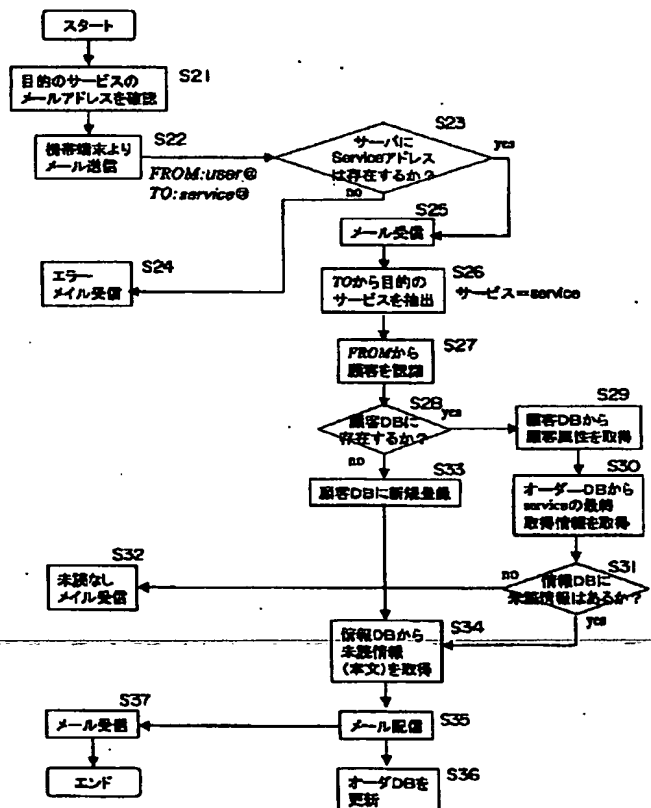 スタート
S21
目的のサービスの
メールアドレスを確認
S22
携帯端末より
メール送信
FROM:user@
TO:service@
S23
サーバに
Serviceアドレス
は存在するか？
yes
no
S24
エラー
メイル受信
S25
メール受信
S26
TOから目的の
サービスを抽出
サービス=service
S27
FROMから
顧客を認識
S28
顧客DBに
存在するか？
yes
no
S29
顧客DBから
顧客属性を取得
S30
オーダーDBから
serviceの最終
取得情報を取得
S31
情報DBに
未読情報はあるか？
no
yes
S32
未読なし
メイル受信
S33
顧客DBに新規登録
S34
情報DBから
未読情報
(本文)を取得
S35
メール配信
S36
オーダDBを
更新
S37
メール受信
エンド